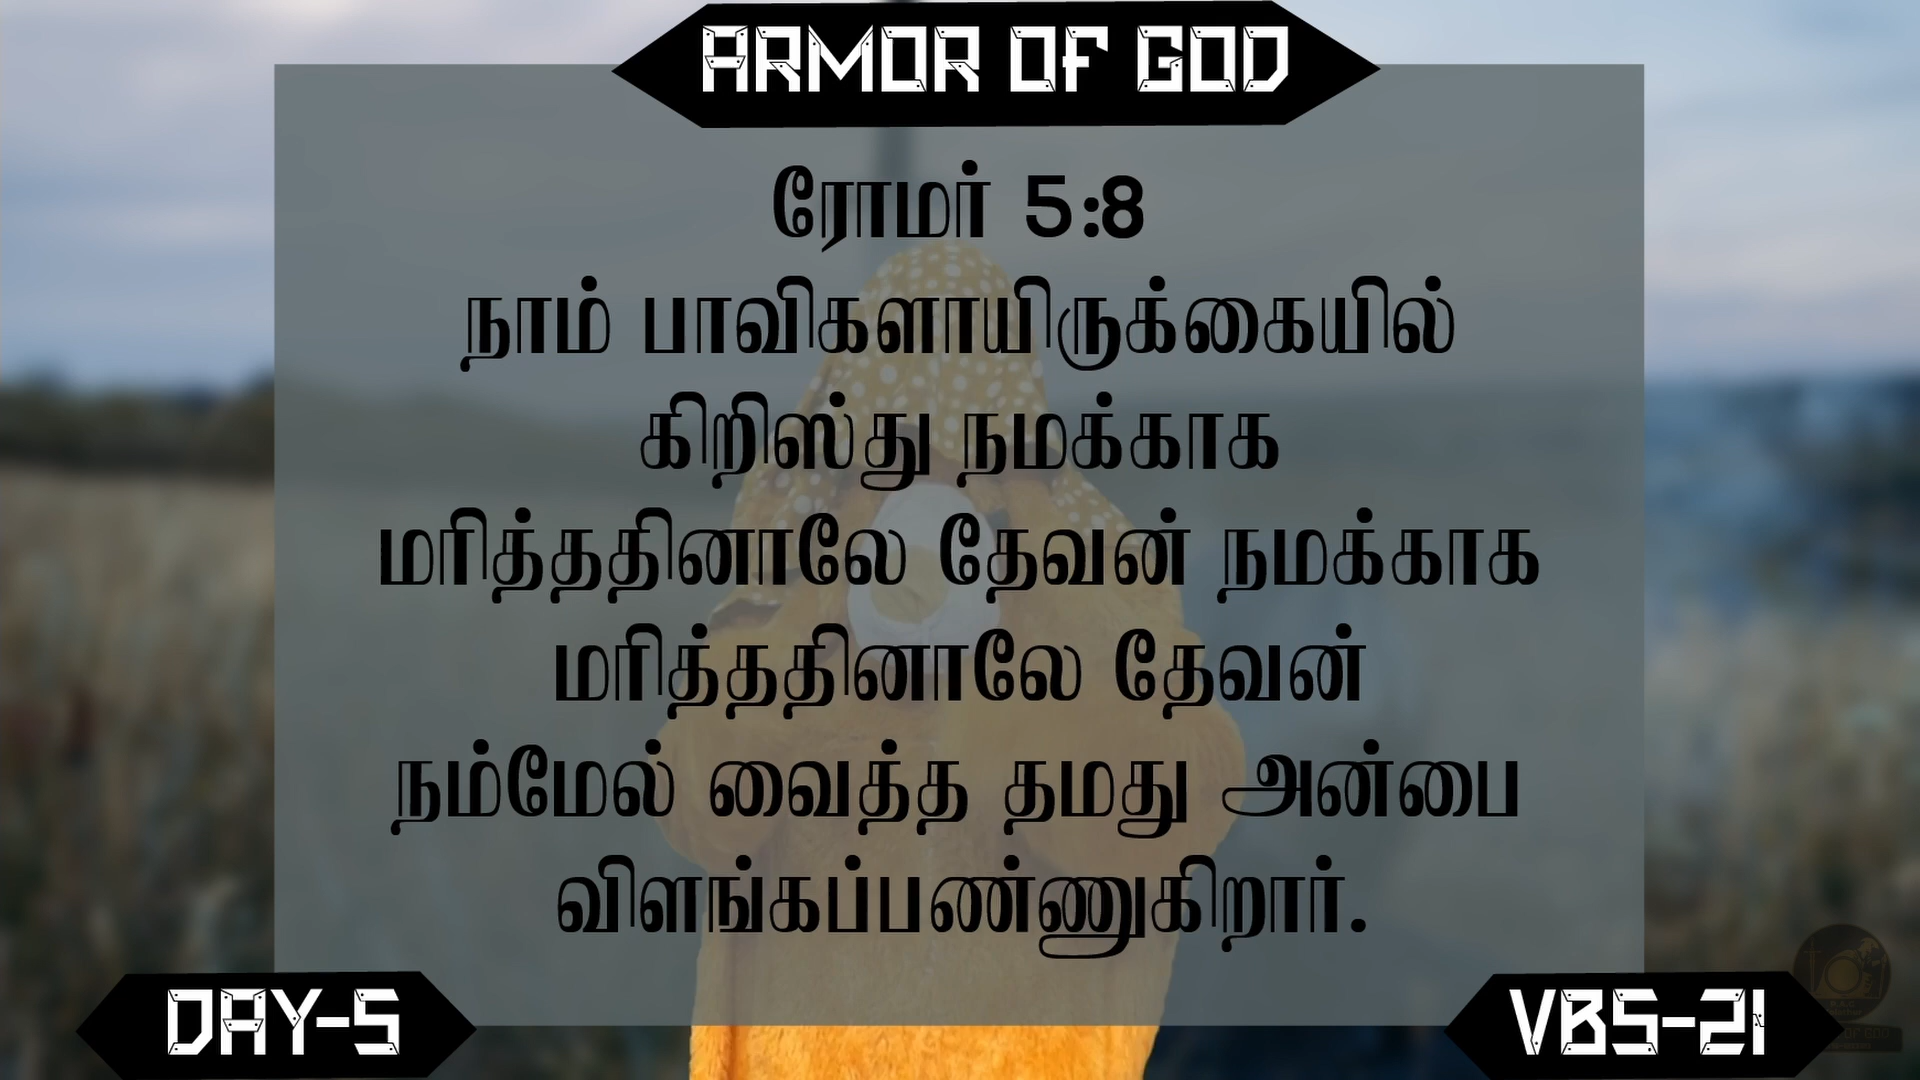 ARMOR OF GOD
ரோமர் 5:8
நாம் பாவிகளாயிருக்கையில்
கிறிஸ்து நமக்காக
மரித்ததினாலே தேவன் நமக்காக
மரித்ததினாலே தேவன்
நம்மேல் வைத்த தமது அன்பை
விளங்கப்பண்ணுகிறார்.
DAY-5
VBS-21